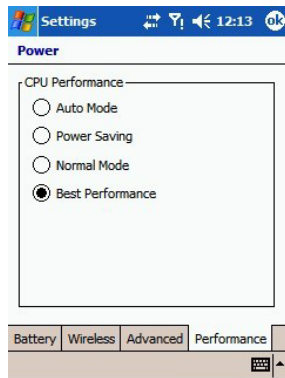 Settings 12:13 ok
Power
CPU Performance
Auto Mode
Power Saving
Normal Mode
Best Performance
Battery Wireless Advanced Performance